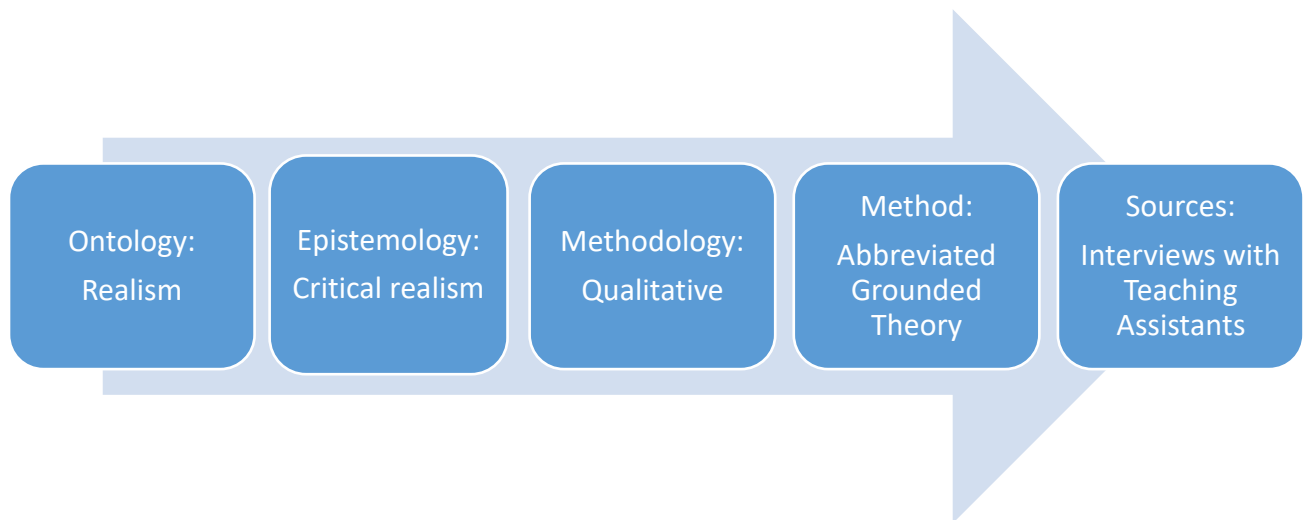 Ontology:
Realism
Epistemology:
Critical realism
Methodology:
Qualitative
Method:
Abbreviated
Grounded
Theory
Sources:
Interviews with
Teaching
Assistants